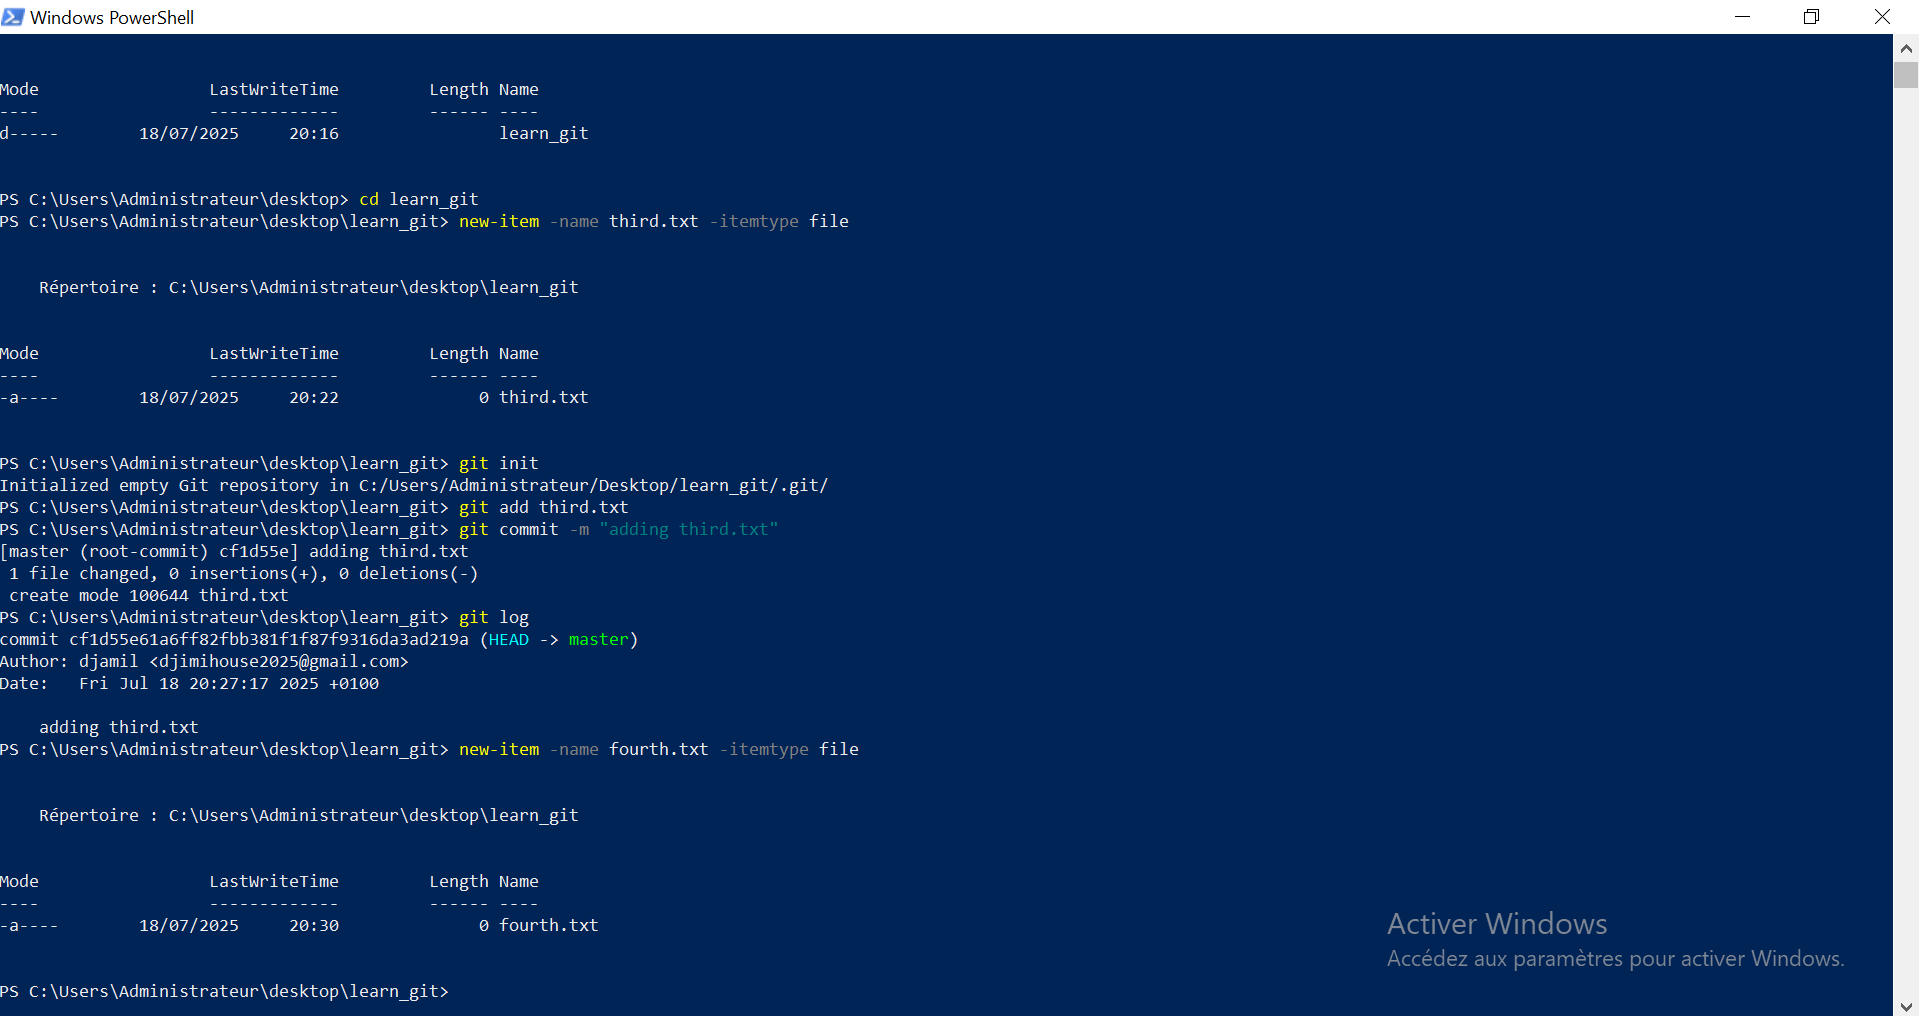 Windows PowerShell
Mode                 LastWriteTime         Length Name
----                 -------------         ------ ----
d-----        18/07/2025     20:16                learn_git
PS C:\Users\Administrateur\desktop> cd learn_git
PS C:\Users\Administrateur\desktop\learn_git> new-item -name third.txt -itemtype file
    Répertoire : C:\Users\Administrateur\desktop\learn_git
Mode                 LastWriteTime         Length Name
----                 -------------         ------ ----
-a----        18/07/2025     20:22              0 third.txt
PS C:\Users\Administrateur\desktop\learn_git> git init
Initialized empty Git repository in C:/Users/Administrateur/Desktop/learn_git/.git/
PS C:\Users\Administrateur\desktop\learn_git> git add third.txt
PS C:\Users\Administrateur\desktop\learn_git> git commit -m "adding third.txt"
[master (root-commit) cf1d55e] adding third.txt
 1 file changed, 0 insertions(+), 0 deletions(-)
 create mode 100644 third.txt
PS C:\Users\Administrateur\desktop\learn_git> git log
commit cf1d55e61a6ff82fbb381f1f87f9316da3ad219a (HEAD -> master)
Author: djamil <djimihouse2025@gmail.com>
Date:   Fri Jul 18 20:27:17 2025 +0100
    adding third.txt
PS C:\Users\Administrateur\desktop\learn_git> new-item -name fourth.txt -itemtype file
    Répertoire : C:\Users\Administrateur\desktop\learn_git
Mode                 LastWriteTime         Length Name
----                 -------------         ------ ----
-a----        18/07/2025     20:30              0 fourth.txt
PS C:\Users\Administrateur\desktop\learn_git>
Activer Windows
Accédez aux paramètres pour activer Windows.